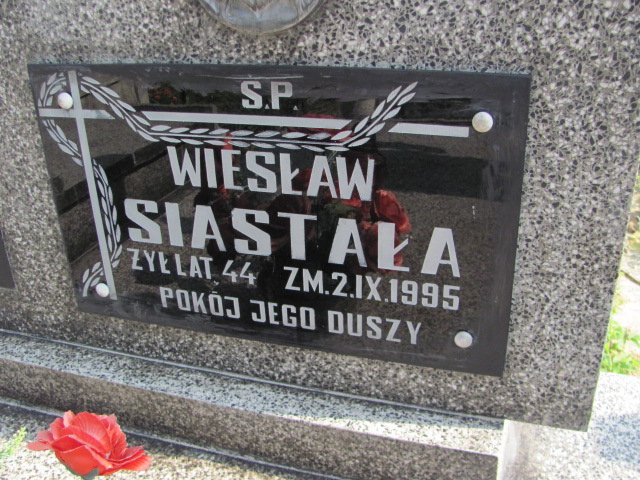 Ś.P.
WIESŁAW
SIASTAŁA
ŻYŁ LAT 44 ZM.2.IX.1995
POKÓJ JEGO DUSZY